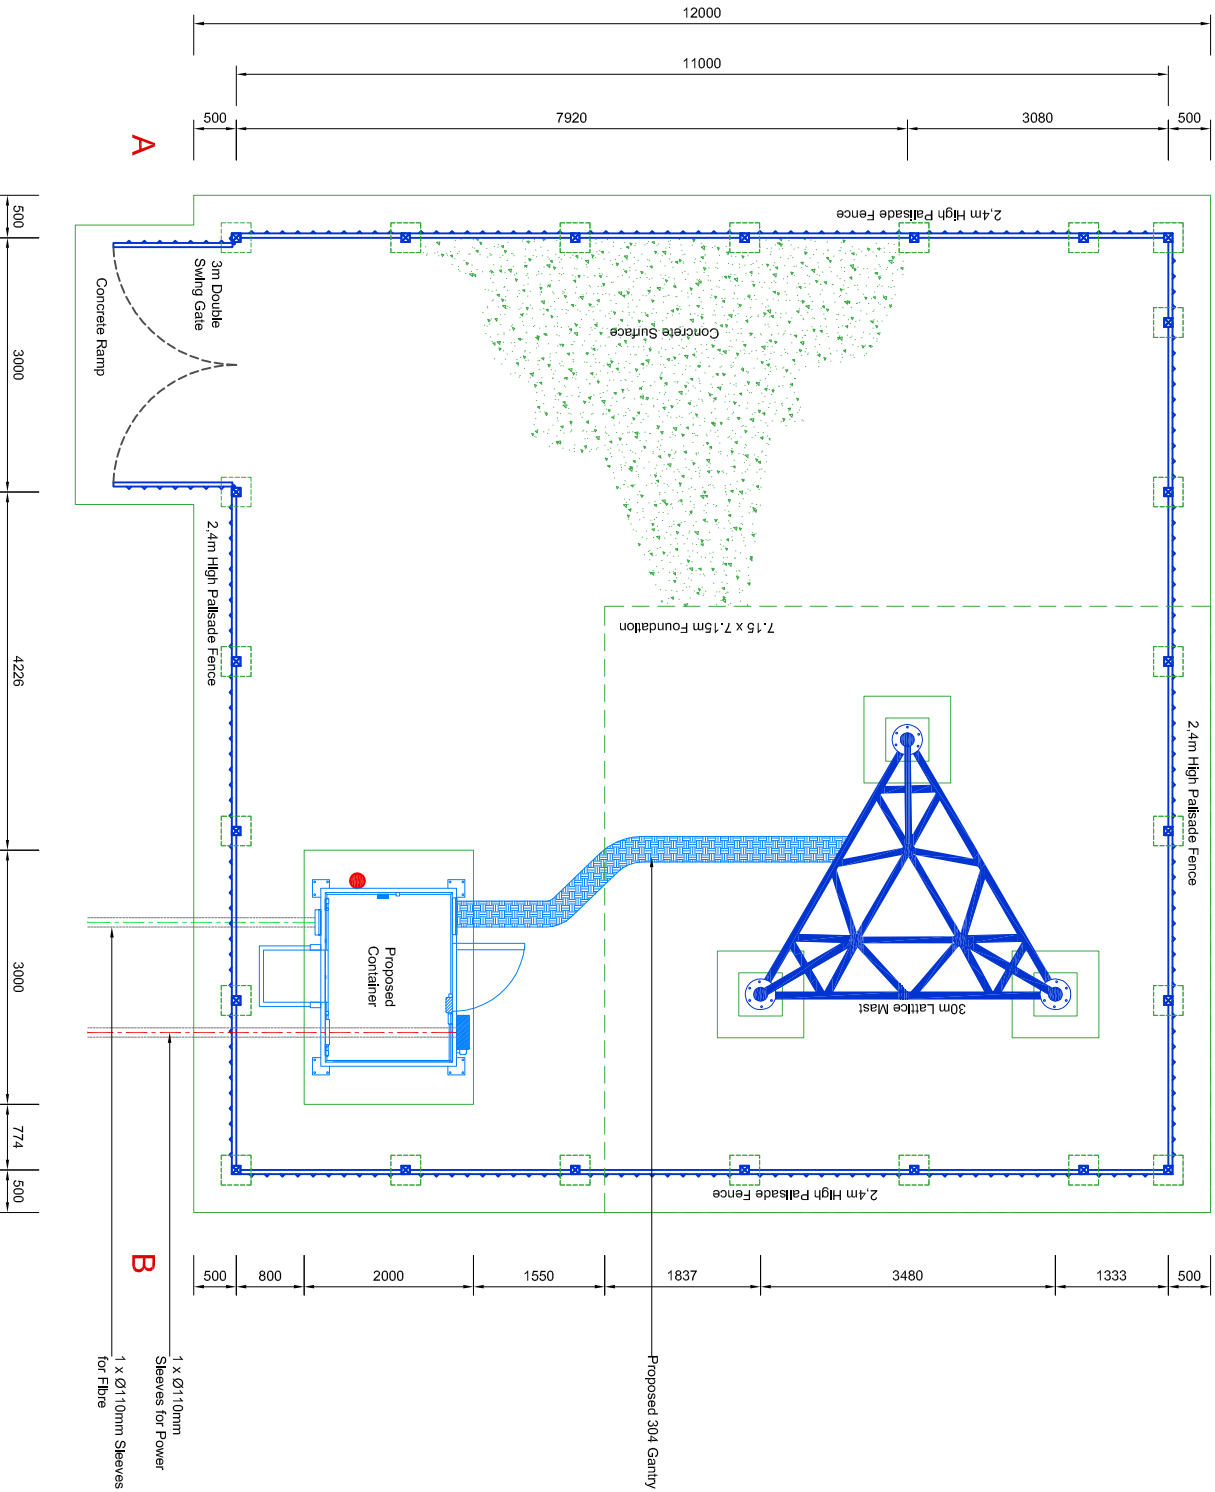 12000
11000
500
7920
3080
500
A
500
3000
4226
3000
774
500
2,4m High Palisade Fence
3m Double
Swing Gate
Concrete Ramp
Concrete Surface
7.15 x 7.15m Foundation
2,4m High Palisade Fence
2,4m High Palisade Fence
30m Lattice Mast
Proposed
Container
2,4m High Palisade Fence
B
500
800
2000
1550
1837
3480
1333
500
1 x Ø110mm Sleeves
for Fibre
1 x Ø110mm
Sleeves for Power
Proposed 304 Gantry